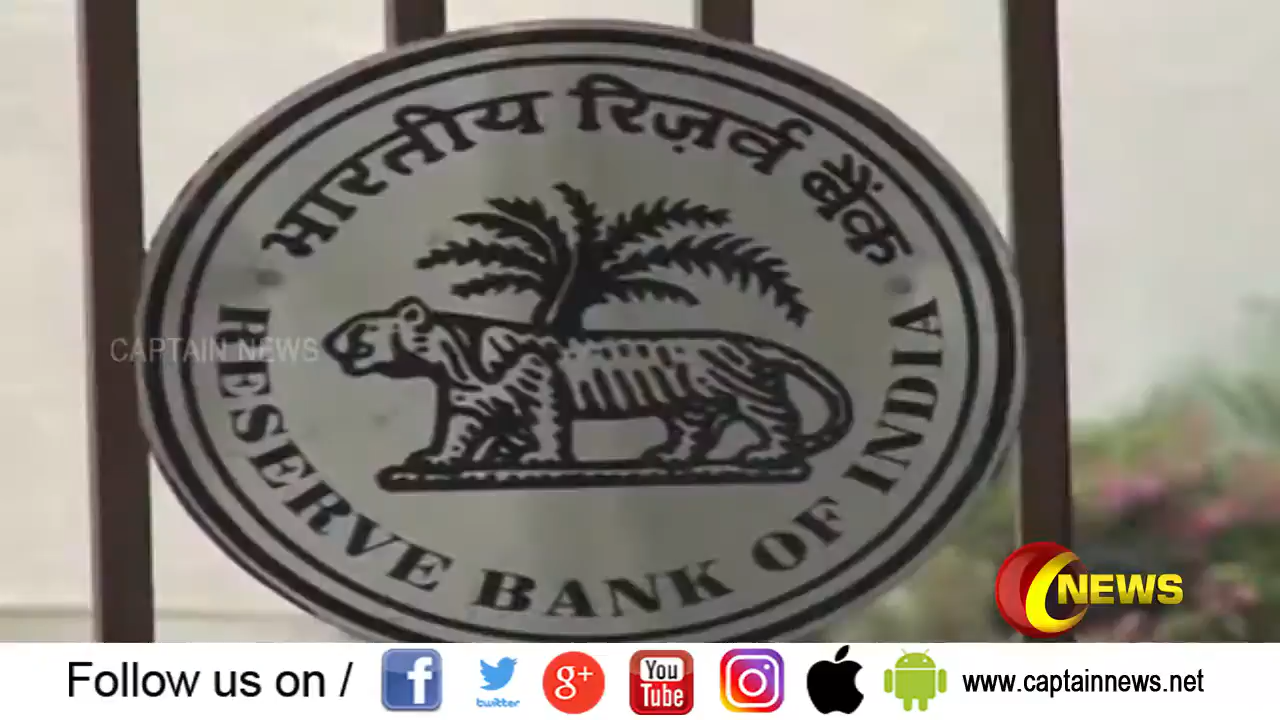 भारतीय रिज़र्व बैंक
CAPTAIN NEWS
RESERVE BANK OF INDIA
C NEWS
Follow us on /
f
twitter
g+
You
Tube
www.captainnews.net